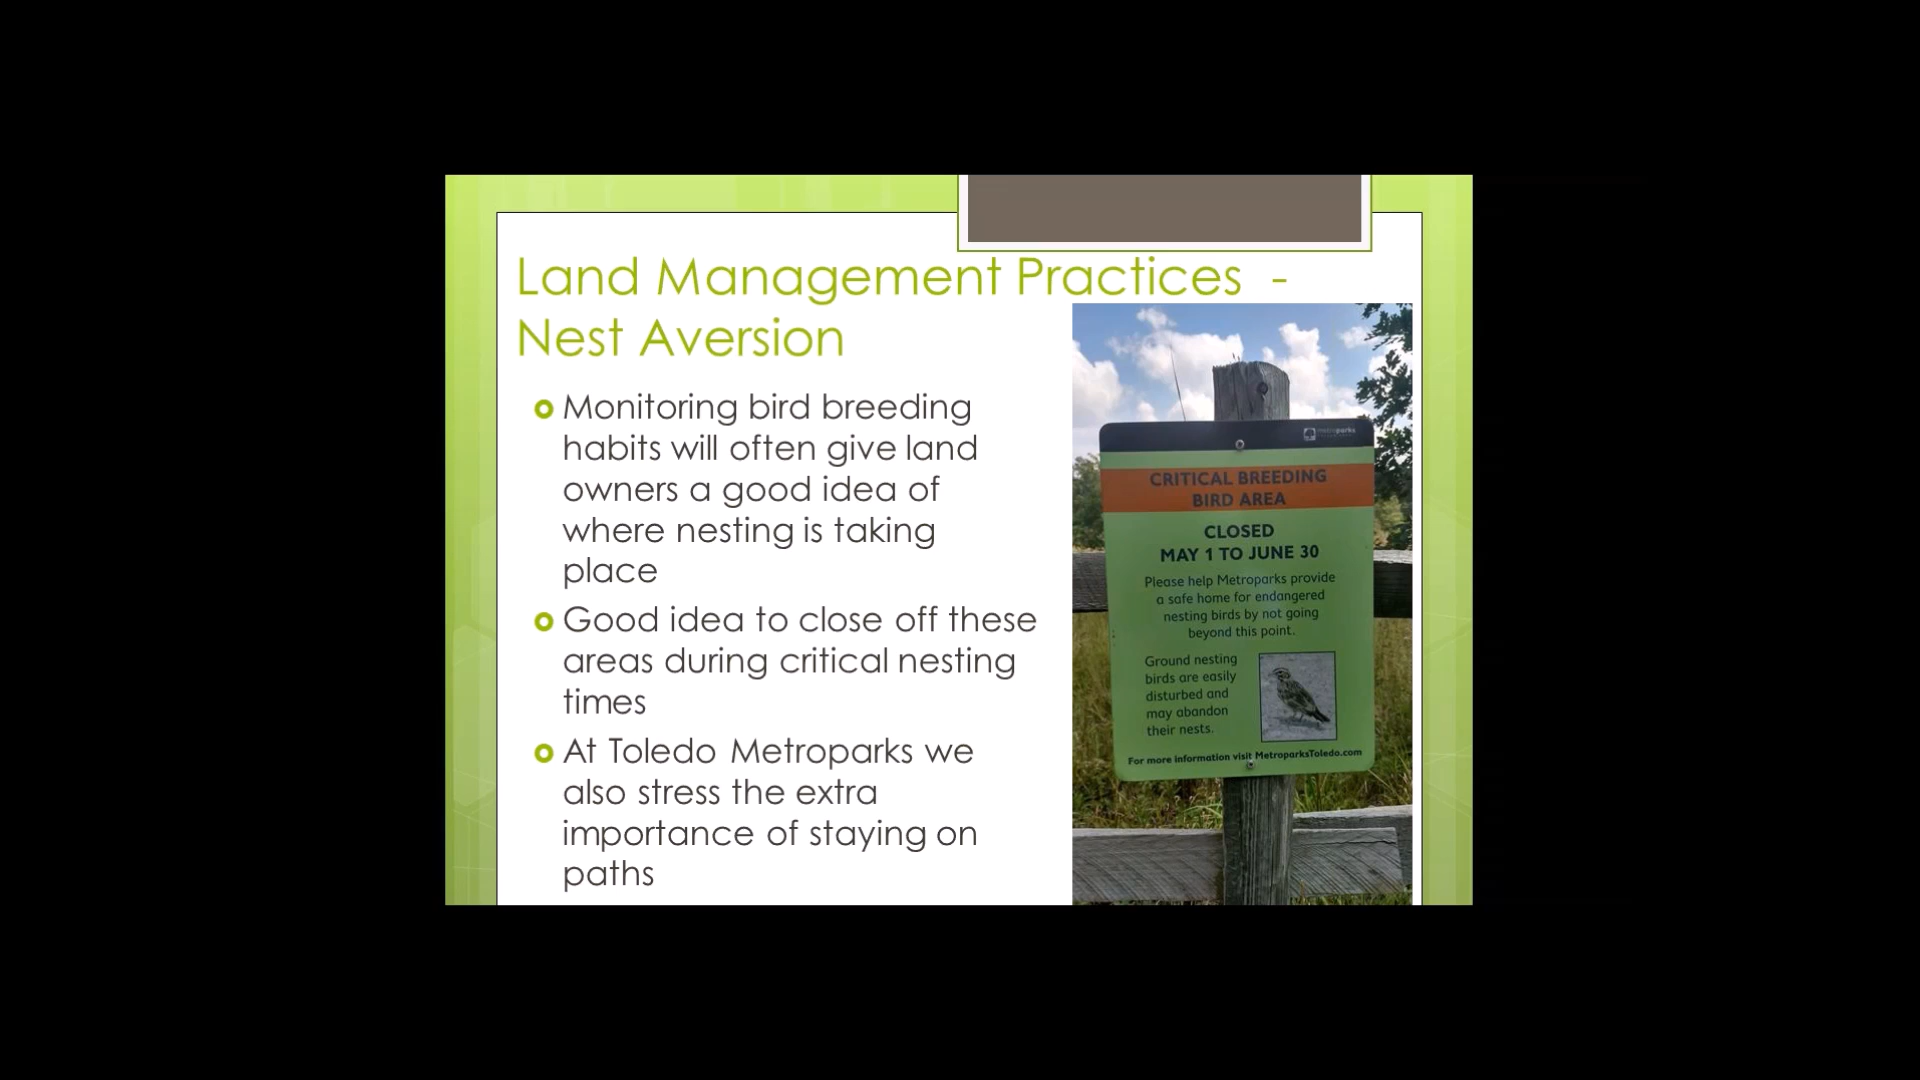 Land Management Practices -
Nest Aversion
Monitoring bird breeding
habits will often give land
owners a good idea of
where nesting is taking
place
Good idea to close off these
areas during critical nesting
times
At Toledo Metroparks we
also stress the extra
importance of staying on
paths
metroparks
CRITICAL BREEDING
BIRD AREA
CLOSED
MAY 1 TO JUNE 30
Please help Metroparks provide
a safe home for endangered
nesting birds by not going
beyond this point.
Ground nesting
birds are easily
disturbed and
may abandon
their nests.
For more information visit MetroparksToledo.com